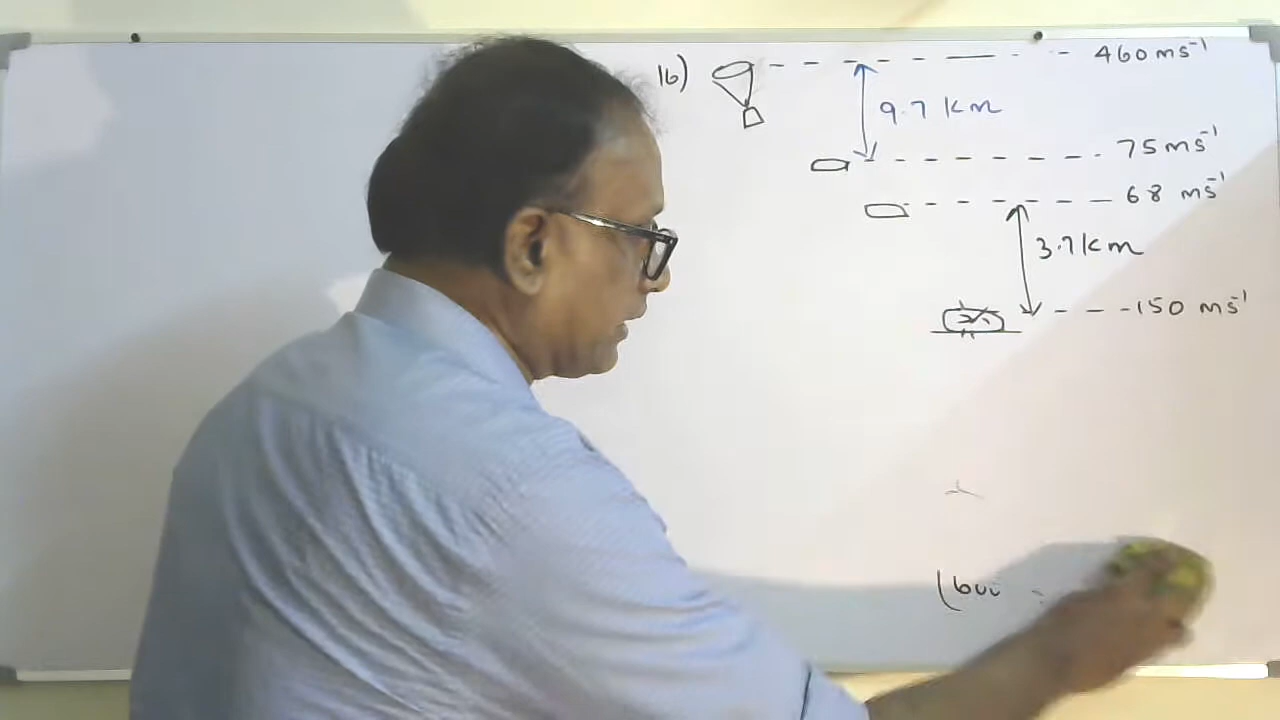 16) 460 ms⁻¹
9.7 km
75 ms⁻¹
68 ms⁻¹
3.7 km
150 ms⁻¹